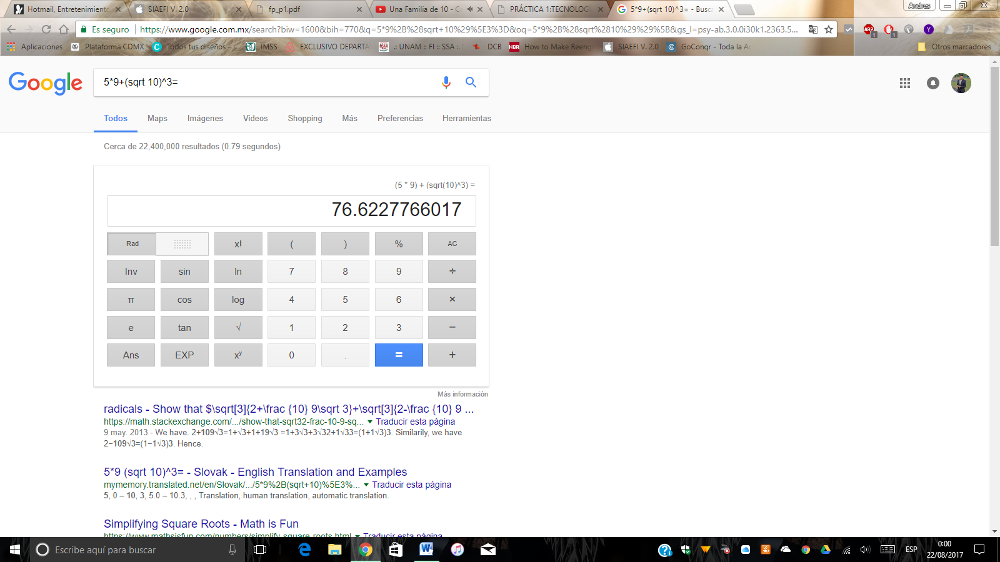 Hotmail, Entretenimiento
SIAEFI V. 2.0
fp_p1.pdf
Una Familia de 10 - C
PRÁCTICA 1:TECNOLOG
5*9+(sqrt 10)^3= - Busc
Andres
Es seguro
https://www.google.com.mx/search?biw=1600&bih=770&q=5*9%2B%28sqrt+10%29%5E3%3D&oq=5*9%2B%28sqrt%2810%29%29%5B&gs_l=psy-ab.3.0.0i30k1.2363.5...
ABP
1
1
Y
Aplicaciones
Plataforma CDMX
Todos tus diseños –
IMSS
EXCLUSIVO DEPARTA
.: UNAM :: FI :: SSA :.
DCB
HBR
How to Make Reeng
SIAEFI V. 2.0
GoConqr - Toda la Ac
Otros marcadores
Google
5*9+(sqrt 10)^3=
Todos
Maps
Imágenes
Videos
Shopping
Más
Preferencias
Herramientas
Cerca de 22,400,000 resultados (0.79 segundos)
(5 * 9) + (sqrt(10)^3) =
76.6227766017
Rad x! ( ) % AC
Inv sin ln 7 8 9 ÷
π cos log 4 5 6 ×
e tan √ 1 2 3 −
Ans EXP xʸ 0 . = +
Más información
radicals - Show that $\sqrt[3]{2+\frac {10} 9\sqrt 3}+\sqrt[3]{2-\frac {10} 9 ...
https://math.stackexchange.com/.../show-that-sqrt32-frac-10-9-sq... ▼ Traducir esta página
9 may. 2013 - We have. 2+109√3=1+√3+1+19√3 =1+3√3+3√32+1√33=(1+1√3)3. Similarily, we have
2−109√3=(1−1√3)3. Hence.
5*9 (sqrt 10)^3= - Slovak - English Translation and Examples
mymemory.translated.net/en/Slovak/.../5*9%2B(sqrt+10)%5E3%... ▼ Traducir esta página
5, 0 – 10, 3, 5.0 – 10.3, , , Translation, human translation, automatic translation.
Simplifying Square Roots - Math is Fun
https://www.mathsisfun.com/numbers/simplify-square-roots.html ▼ Traducir esta página
Escribe aquí para buscar
ESP
0:00
22/08/2017